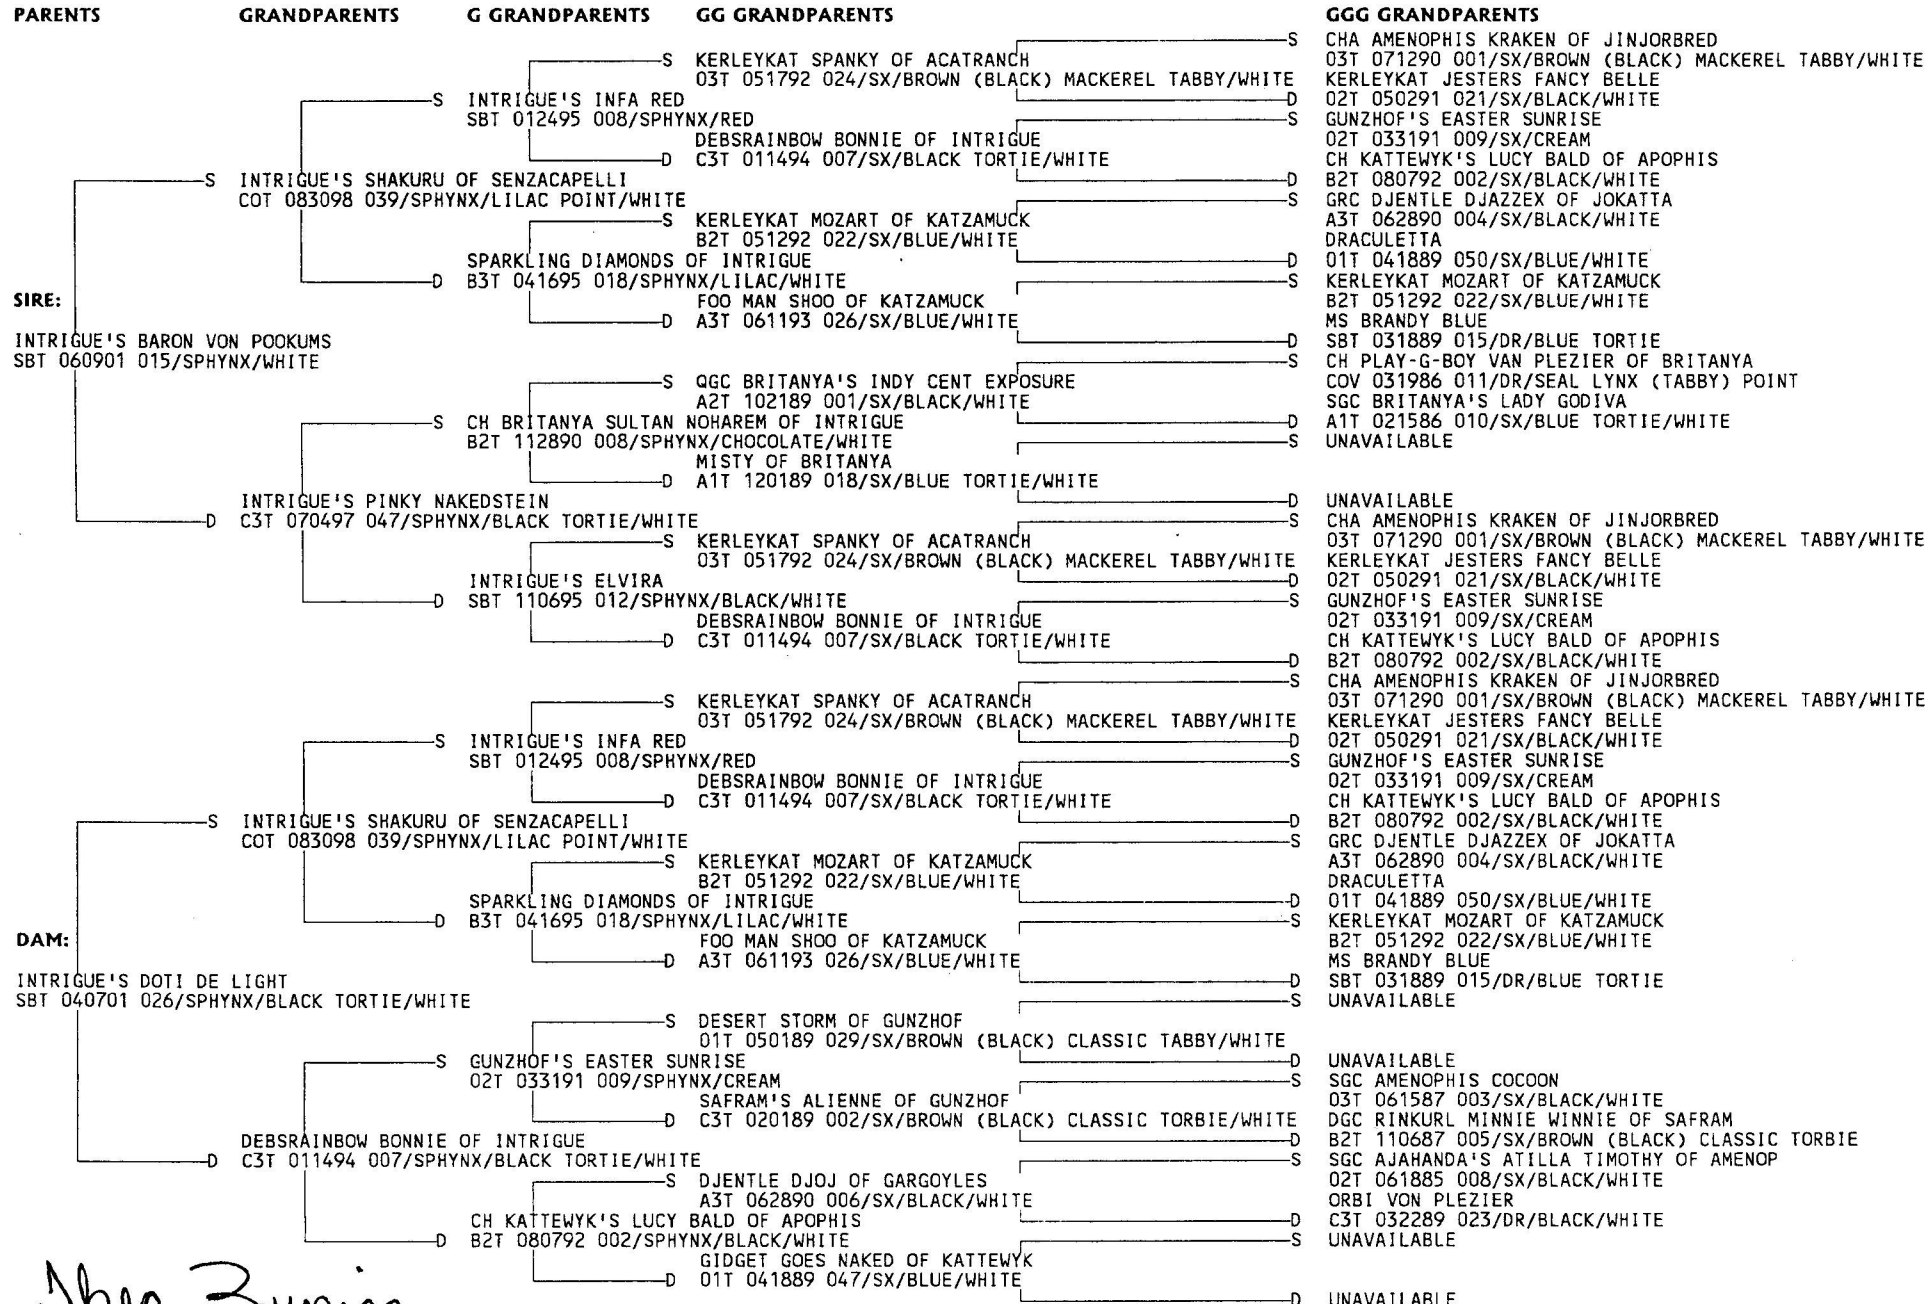 PARENTS GRANDPARENTS G GRANDPARENTS GG GRANDPARENTS GGG GRANDPARENTS
S CHA AMENOPHIS KRAKEN OF JINJORBRED
S KERLEYKAT SPANKY OF ACATRANCH 03T 071290 001/SX/BROWN (BLACK) MACKEREL TABBY/WHITE
03T 051792 024/SX/BROWN (BLACK) MACKEREL TABBY/WHITE KERLEYKAT JESTERS FANCY BELLE
S INTRIGUE'S INFA RED D 02T 050291 021/SX/BLACK/WHITE
SBT 012495 008/SPHYNX/RED S GUNZHOF'S EASTER SUNRISE
DEBSRAINBOW BONNIE OF INTRIGUE 02T 033191 009/SX/CREAM
D C3T 011494 007/SX/BLACK TORTIE/WHITE CH KATTEWYK'S LUCY BALD OF APOPHIS
S INTRIGUE'S SHAKURU OF SENZACAPELLI D B2T 080792 002/SX/BLACK/WHITE
COT 083098 039/SPHYNX/LILAC POINT/WHITE S GRC DJENTLE DJAZZEX OF JOKATTA
S KERLEYKAT MOZART OF KATZAMUCK A3T 062890 004/SX/BLACK/WHITE
B2T 051292 022/SX/BLUE/WHITE DRACULETTA
SPARKLING DIAMONDS OF INTRIGUE D 01T 041889 050/SX/BLUE/WHITE
D B3T 041695 018/SPHYNX/LILAC/WHITE S KERLEYKAT MOZART OF KATZAMUCK
SIRE: FOO MAN SHOO OF KATZAMUCK B2T 051292 022/SX/BLUE/WHITE
D A3T 061193 026/SX/BLUE/WHITE MS BRANDY BLUE
INTRIGUE'S BARON VON POOKUMS D SBT 031889 015/DR/BLUE TORTIE
SBT 060901 015/SPHYNX/WHITE S CH PLAY-G-BOY VAN PLEZIER OF BRITANYA
S QGC BRITANYA'S INDY CENT EXPOSURE COV 031986 011/DR/SEAL LYNX (TABBY) POINT
A2T 102189 001/SX/BLACK/WHITE SGC BRITANYA'S LADY GODIVA
S CH BRITANYA SULTAN NOHAREM OF INTRIGUE D A1T 021586 010/SX/BLUE TORTIE/WHITE
B2T 112890 008/SPHYNX/CHOCOLATE/WHITE S UNAVAILABLE
MISTY OF BRITANYA
D A1T 120189 018/SX/BLUE TORTIE/WHITE
INTRIGUE'S PINKY NAKEDSTEIN D UNAVAILABLE
D C3T 070497 047/SPHYNX/BLACK TORTIE/WHITE S CHA AMENOPHIS KRAKEN OF JINJORBRED
S KERLEYKAT SPANKY OF ACATRANCH 03T 071290 001/SX/BROWN (BLACK) MACKEREL TABBY/WHITE
03T 051792 024/SX/BROWN (BLACK) MACKEREL TABBY/WHITE KERLEYKAT JESTERS FANCY BELLE
INTRIGUE'S ELVIRA D 02T 050291 021/SX/BLACK/WHITE
D SBT 110695 012/SPHYNX/BLACK/WHITE S GUNZHOF'S EASTER SUNRISE
DEBSRAINBOW BONNIE OF INTRIGUE 02T 033191 009/SX/CREAM
D C3T 011494 007/SX/BLACK TORTIE/WHITE CH KATTEWYK'S LUCY BALD OF APOPHIS
D B2T 080792 002/SX/BLACK/WHITE
S CHA AMENOPHIS KRAKEN OF JINJORBRED
S KERLEYKAT SPANKY OF ACATRANCH 03T 071290 001/SX/BROWN (BLACK) MACKEREL TABBY/WHITE
03T 051792 024/SX/BROWN (BLACK) MACKEREL TABBY/WHITE KERLEYKAT JESTERS FANCY BELLE
S INTRIGUE'S INFA RED D 02T 050291 021/SX/BLACK/WHITE
SBT 012495 008/SPHYNX/RED S GUNZHOF'S EASTER SUNRISE
DEBSRAINBOW BONNIE OF INTRIGUE 02T 033191 009/SX/CREAM
D C3T 011494 007/SX/BLACK TORTIE/WHITE CH KATTEWYK'S LUCY BALD OF APOPHIS
S INTRIGUE'S SHAKURU OF SENZACAPELLI D B2T 080792 002/SX/BLACK/WHITE
COT 083098 039/SPHYNX/LILAC POINT/WHITE S GRC DJENTLE DJAZZEX OF JOKATTA
S KERLEYKAT MOZART OF KATZAMUCK A3T 062890 004/SX/BLACK/WHITE
B2T 051292 022/SX/BLUE/WHITE DRACULETTA
SPARKLING DIAMONDS OF INTRIGUE D 01T 041889 050/SX/BLUE/WHITE
D B3T 041695 018/SPHYNX/LILAC/WHITE S KERLEYKAT MOZART OF KATZAMUCK
DAM: FOO MAN SHOO OF KATZAMUCK B2T 051292 022/SX/BLUE/WHITE
D A3T 061193 026/SX/BLUE/WHITE MS BRANDY BLUE
INTRIGUE'S DOTI DE LIGHT D SBT 031889 015/DR/BLUE TORTIE
SBT 040701 026/SPHYNX/BLACK TORTIE/WHITE S UNAVAILABLE
S DESERT STORM OF GUNZHOF
01T 050189 029/SX/BROWN (BLACK) CLASSIC TABBY/WHITE
S GUNZHOF'S EASTER SUNRISE D UNAVAILABLE
02T 033191 009/SPHYNX/CREAM S SGC AMENOPHIS COCOON
SAFRAM'S ALIENNE OF GUNZHOF 03T 061587 003/SX/BLACK/WHITE
D C3T 020189 002/SX/BROWN (BLACK) CLASSIC TORBIE/WHITE DGC RINKURL MINNIE WINNIE OF SAFRAM
DEBSRAINBOW BONNIE OF INTRIGUE D B2T 110687 005/SX/BROWN (BLACK) CLASSIC TORBIE
D C3T 011494 007/SPHYNX/BLACK TORTIE/WHITE S SGC AJAHANDA'S ATILLA TIMOTHY OF AMENOP
S DJENTLE DJOJ OF GARGOYLES 02T 061885 008/SX/BLACK/WHITE
A3T 062890 006/SX/BLACK/WHITE ORBI VON PLEZIER
CH KATTEWYK'S LUCY BALD OF APOPHIS D C3T 032289 023/DR/BLACK/WHITE
D B2T 080792 002/SPHYNX/BLACK/WHITE S UNAVAILABLE
GIDGET GOES NAKED OF KATTEWYK
D 01T 041889 047/SX/BLUE/WHITE
D UNAVAILABLE